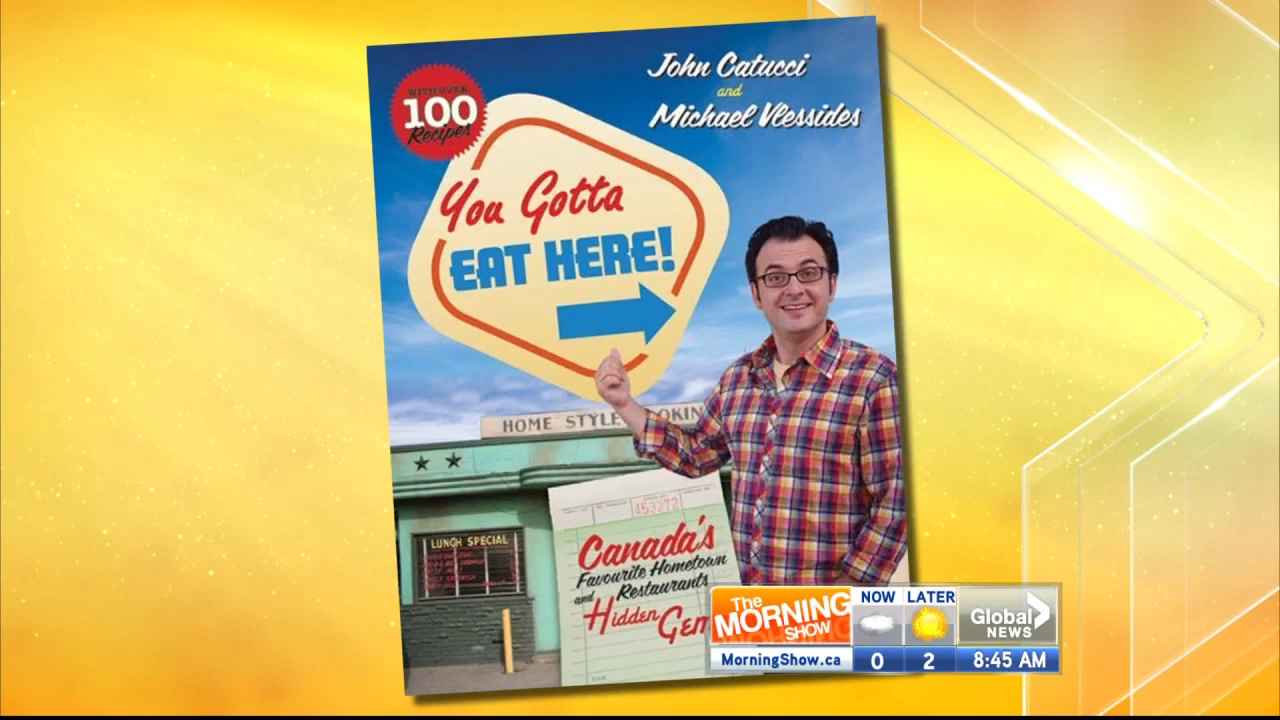 John Catucci
and
Michael Vlessides
WITH OVER
100
Recipes
You Gotta
EAT HERE!
HOME STYLE OKIN
LUNCH SPECIAL
453272
Canada's
Favourite Hometown
Restaurants
and
Hidden
Gem
The
MORNING
SHOW
MorningShow.ca
NOW LATER
0 2
Global
NEWS
8:45 AM